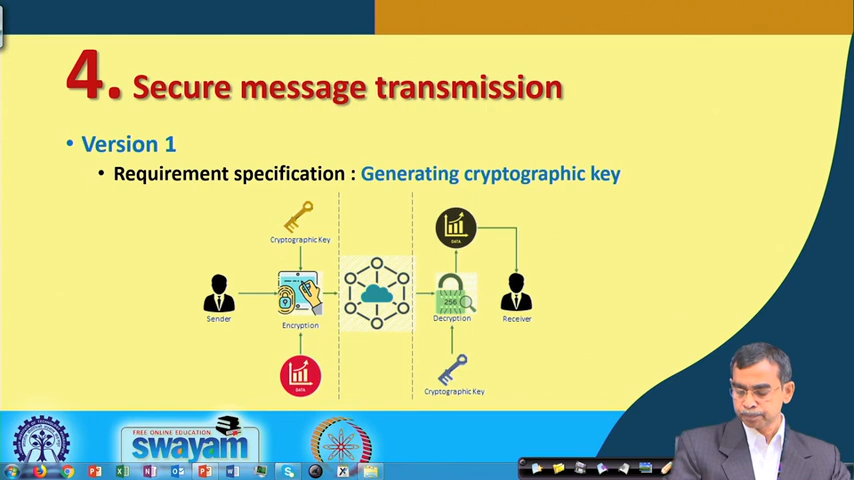 4. Secure message transmission
• Version 1
• Requirement specification : Generating cryptographic key
Cryptographic Key
DATA
Sender
Encryption
256
Decryption
Receiver
DATA
Cryptographic Key
FREE ONLINE EDUCATION
swayam